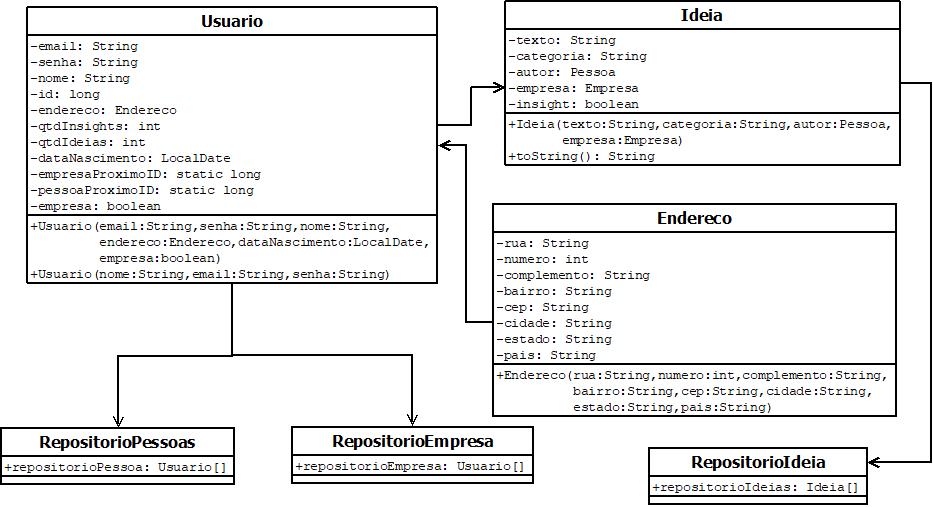 Usuario
-email: String
-senha: String
-nome: String
-id: long
-endereco: Endereco
-qtdInsights: int
-qtdIdeias: int
-dataNascimento: LocalDate
-empresaProximoID: static long
-pessoaProximoID: static long
-empresa: boolean
+Usuario(email:String,senha:String,nome:String,
endereco:Endereco,dataNascimento:LocalDate,
empresa:boolean)
+Usuario(nome:String,email:String,senha:String)
Ideia
-texto: String
-categoria: String
-autor: Pessoa
-empresa: Empresa
-insight: boolean
+Ideia(texto:String,categoria:String,autor:Pessoa,
empresa:Empresa)
+toString(): String
Endereco
-rua: String
-numero: int
-complemento: String
-bairro: String
-cep: String
-cidade: String
-estado: String
-pais: String
+Endereco(rua:String,numero:int,complemento:String,
bairro:String,cep:String,cidade:String,
estado:String,pais:String)
RepositorioPessoas
+repositorioPessoa: Usuario[]
RepositorioEmpresa
+repositorioEmpresa: Usuario[]
RepositorioIdeia
+repositorioIdeias: Ideia[]